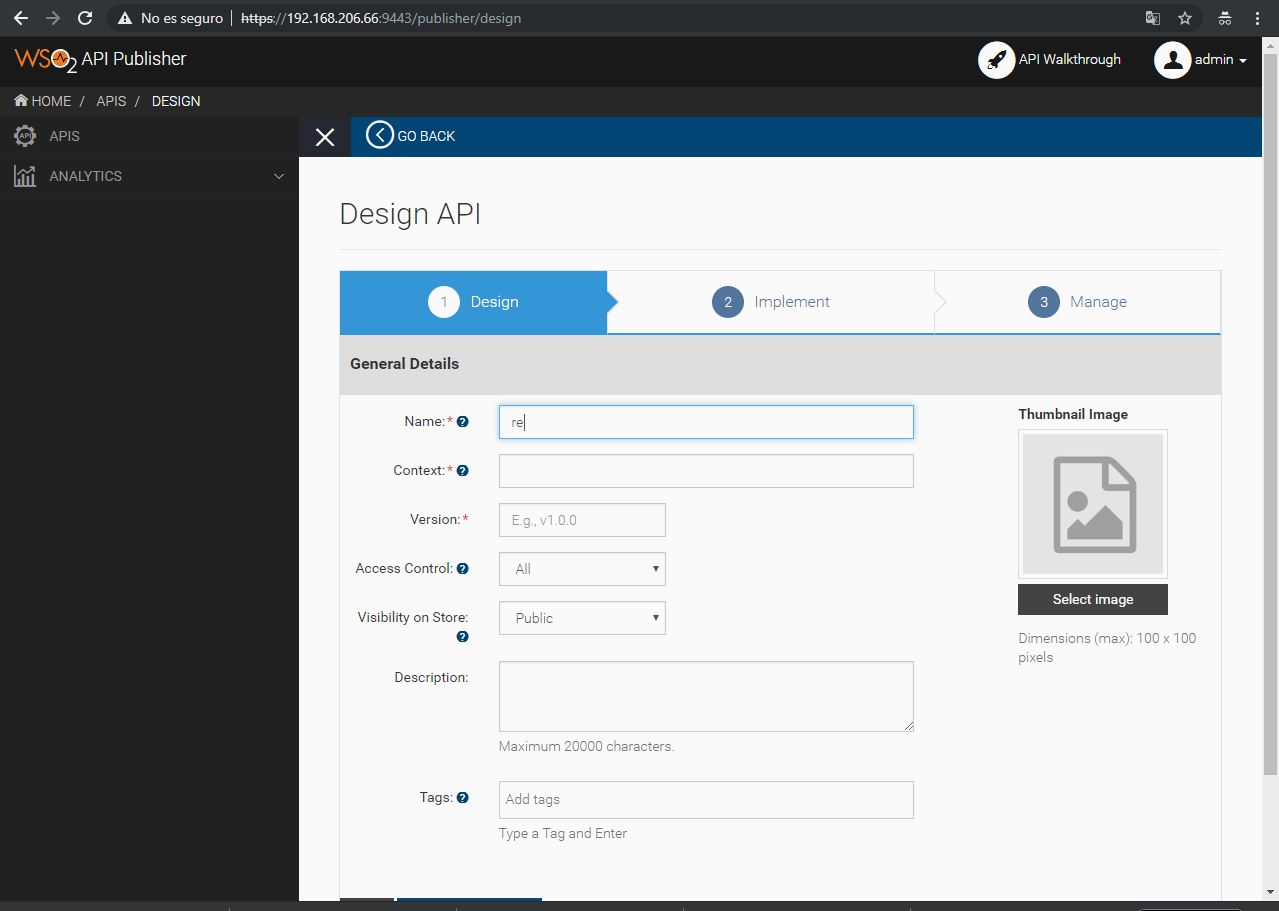 No es seguro | https://192.168.206.66:9443/publisher/design
WSO2 API Publisher
API Walkthrough
admin
HOME / APIS / DESIGN
APIS
GO BACK
ANALYTICS
Design API
1 Design
2 Implement
3 Manage
General Details
Name:* ?
re
Thumbnail Image
Context:* ?
Version:*
E.g., v1.0.0
Access Control: ?
All
Select image
Visibility on Store:
?
Public
Dimensions (max): 100 x 100
pixels
Description:
Maximum 20000 characters.
Tags: ?
Add tags
Type a Tag and Enter